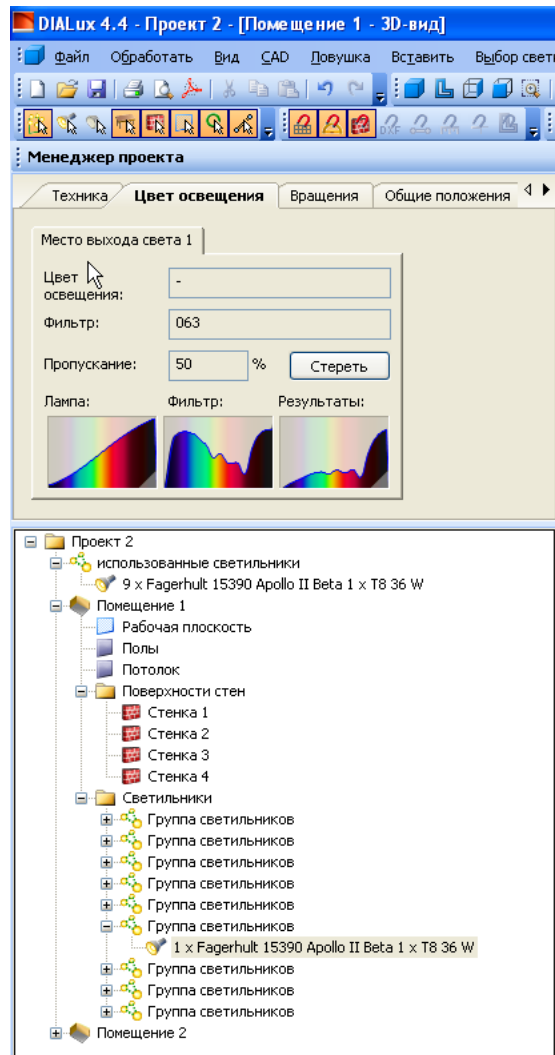 DIALux 4.4 - Проект 2 - [Помещение 1 - 3D-вид]
Файл Обработать Вид CAD Ловушка Вставить Выбор свет
DXF
Менеджер проекта
Техника Цвет освещения Вращения Общие положения
Место выхода света 1
Цвет освещения: -
Фильтр: 063
Пропускание: 50 % Стереть
Лампа: Фильтр: Результаты:
Проект 2
использованные светильники
9 x Fagerhult 15390 Apollo II Beta 1 x T8 36 W
Помещение 1
Рабочая плоскость
Полы
Потолок
Поверхности стен
Стенка 1
Стенка 2
Стенка 3
Стенка 4
Светильники
Группа светильников
Группа светильников
Группа светильников
Группа светильников
Группа светильников
Группа светильников
1 x Fagerhult 15390 Apollo II Beta 1 x T8 36 W
Группа светильников
Группа светильников
Группа светильников
Помещение 2